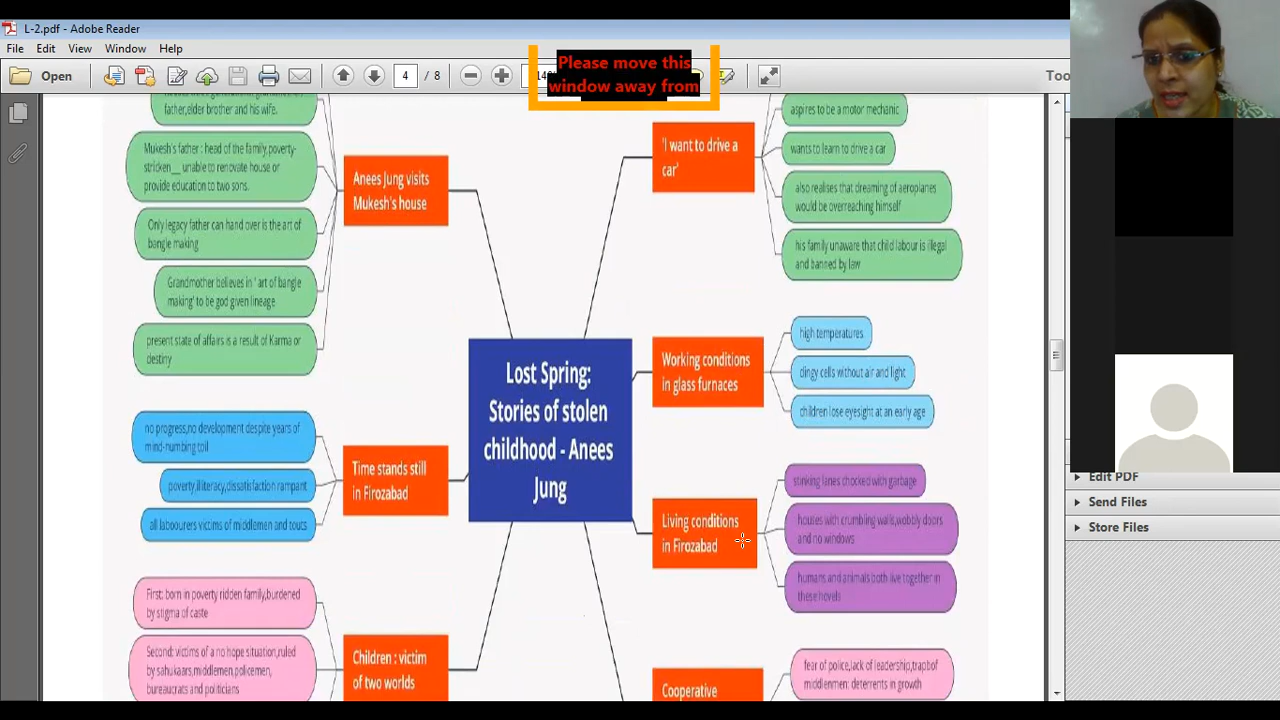 L-2.pdf - Adobe Reader
File Edit View Window Help
Open
4 / 8
Please move this
window away from
Too
father,elder brother and his wife.
Mukesh's father : head of the family,poverty-
stricken__ unable to renovate house or
provide education to two sons.
Only legacy father can hand over is the art of
bangle making
Grandmother believes in ' art of bangle
making' to be god given lineage.
present state of affairs is a result of Karma or
destiny
Anees Jung visits
Mukesh's house
'I want to drive a
car'
aspires to be a motor mechanic
wants to learn to drive a car
also realises that dreaming of aeroplanes
would be overreaching himself
his family unaware that child labour is illegal
and banned by law
Lost Spring:
Stories of stolen
childhood - Anees
Jung
Working conditions
in glass furnaces
high temperatures
dingy cells without air and light
children lose eyesight at an early age
no progress,no development despite years of
mind-numbing toil
poverty,illiteracy,dissatisfaction rampant
all laboourers victims of middlemen and touts
Time stands still
in Firozabad
Living conditions
in Firozabad
stinking lanes chocked with garbage
houses with crumbling walls,wobbly doors
and no windows
humans and animals both live together in
these hovels
First: born in poverty ridden family,burdened
by stigma of caste
Second: victims of a no hope situation,ruled
by sahukaars,middlemen,policemen,
bureaucrats and politicians
Children : victim
of two worlds
Cooperative
fear of police,lack of leadership,trapbof
middlenmen: deterrents in growth
Edit PDF
Send Files
Store Files